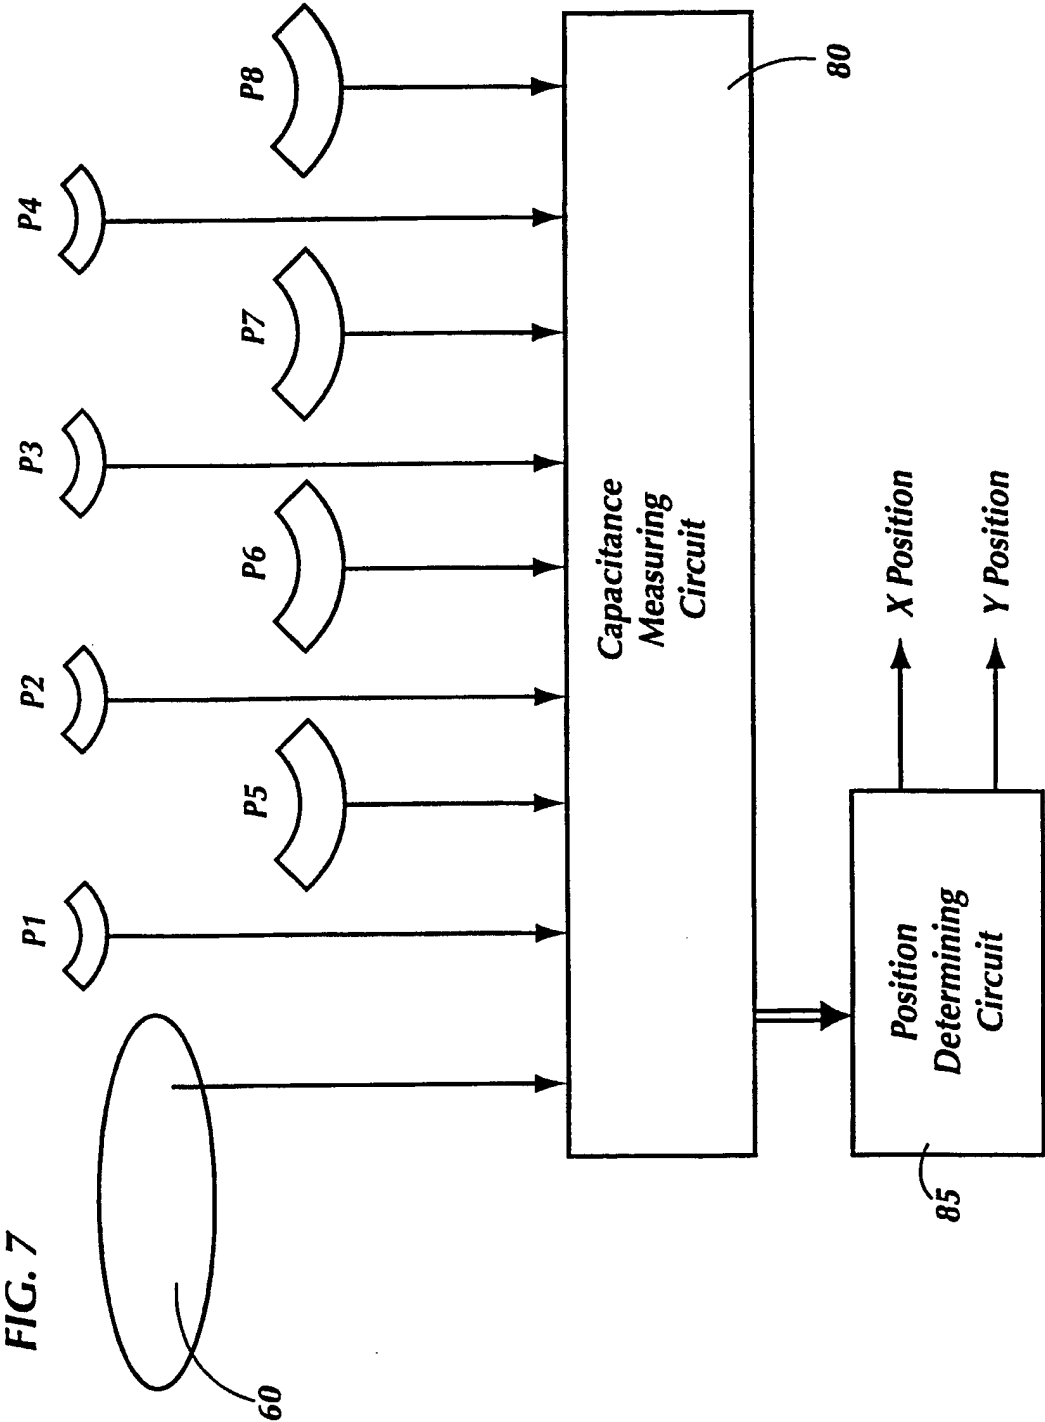 FIG. 7
60
P1
P2
P3
P4
P5
P6
P7
P8
Capacitance
Measuring
Circuit
80
Position
Determining
Circuit
85
X Position
Y Position